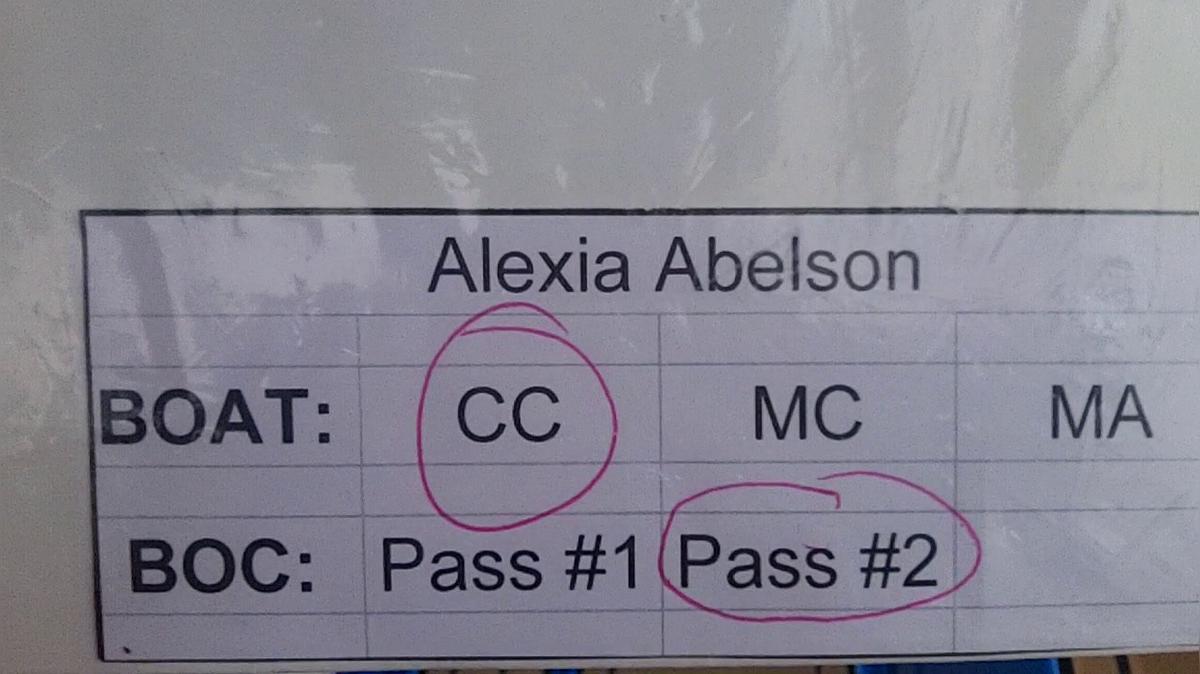 Alexia Abelson
BOAT: CC MC MA
BOC: Pass #1 Pass #2